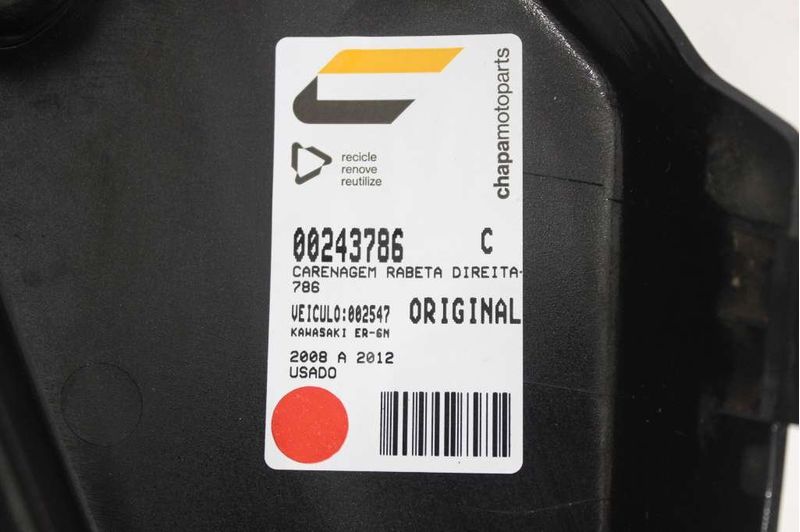 chapamotoparts
recicle
renove
reutilize
00243786 C
CARENAGEM RABETA DIREITA-
786
VEICULO:002547 ORIGINAL
KAWASAKI ER-6N
2008 A 2012
USADO